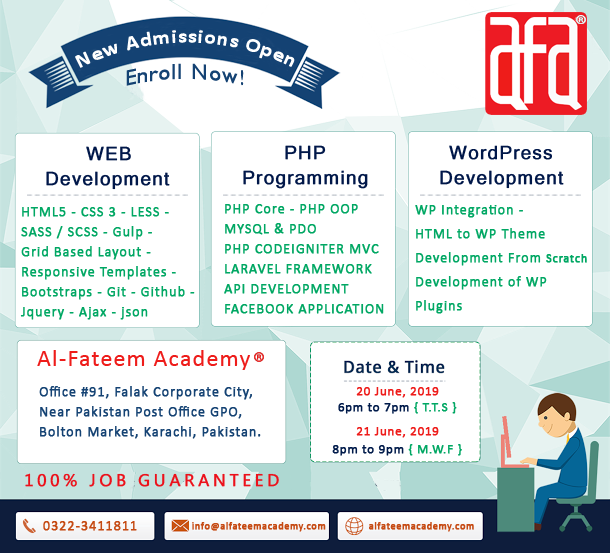 New Admissions Open
Enroll Now!
afa®
WEB
Development
HTML5 - CSS 3 - LESS -
SASS / SCSS - Gulp -
Grid Based Layout -
Responsive Templates -
Bootstraps - Git - Github -
Jquery - Ajax - json
PHP
Programming
PHP Core - PHP OOP
MYSQL & PDO
PHP CODEIGNITER MVC
LARAVEL FRAMEWORK
API DEVELOPMENT
FACEBOOK APPLICATION
WordPress
Development
WP Integration -
HTML to WP Theme
Development From Scratch
Development of WP
Plugins
Al-Fateem Academy®
Office #91, Falak Corporate City,
Near Pakistan Post Office GPO,
Bolton Market, Karachi, Pakistan.
100% JOB GUARANTEED
Date & Time
20 June, 2019
6pm to 7pm { T.T.S }
21 June, 2019
8pm to 9pm { M.W.F }
0322-3411811
info@alfateemacademy.com
alfateemacademy.com